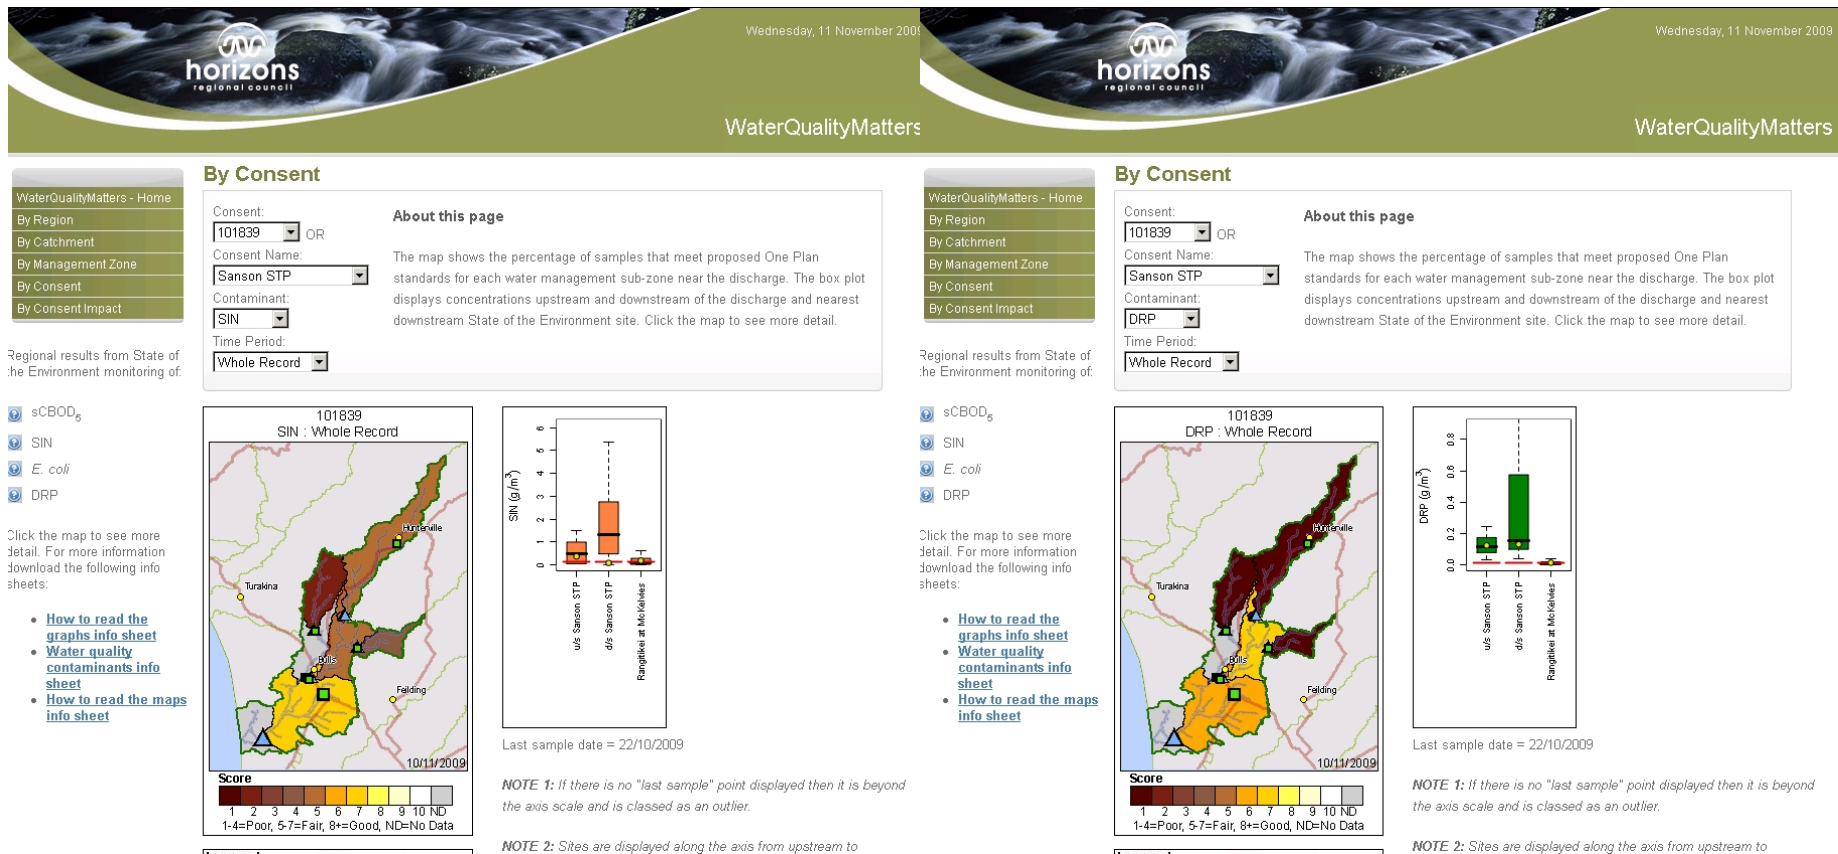 Wednesday, 11 November 2009
horizons
regional council
WaterQualityMatters
WaterQualityMatters - Home
By Region
By Catchment
By Management Zone
By Consent
By Consent Impact
Regional results from State of
the Environment monitoring of:
sCBOD5
SIN
E. coli
DRP
Click the map to see more
detail. For more information
download the following info
sheets:
How to read the
graphs info sheet
Water quality
contaminants info
sheet
How to read the maps
info sheet
By Consent
Consent:
101839 OR
Consent Name:
Sanson STP
Contaminant:
SIN
Time Period:
Whole Record
About this page
The map shows the percentage of samples that meet proposed One Plan
standards for each water management sub-zone near the discharge. The box plot
displays concentrations upstream and downstream of the discharge and nearest
downstream State of the Environment site. Click the map to see more detail.
101839
SIN : Whole Record
Hunterville
Turakina
Bulls
Feilding
10/11/2009
Score
1 2 3 4 5 6 7 8 9 10 ND
1-4=Poor, 5-7=Fair, 8+=Good, ND=No Data
SIN (g/m3)
0 1 2 3 4 5 6
u/s Sanson STP
d/s Sanson STP
Rangitikei at McKelvies
Last sample date = 22/10/2009
NOTE 1: If there is no "last sample" point displayed then it is beyond
the axis scale and is classed as an outlier.
NOTE 2: Sites are displayed along the axis from upstream to
Wednesday, 11 November 2009
horizons
regional council
WaterQualityMatters
WaterQualityMatters - Home
By Region
By Catchment
By Management Zone
By Consent
By Consent Impact
Regional results from State of
the Environment monitoring of:
sCBOD5
SIN
E. coli
DRP
Click the map to see more
detail. For more information
download the following info
sheets:
How to read the
graphs info sheet
Water quality
contaminants info
sheet
How to read the maps
info sheet
By Consent
Consent:
101839 OR
Consent Name:
Sanson STP
Contaminant:
DRP
Time Period:
Whole Record
About this page
The map shows the percentage of samples that meet proposed One Plan
standards for each water management sub-zone near the discharge. The box plot
displays concentrations upstream and downstream of the discharge and nearest
downstream State of the Environment site. Click the map to see more detail.
101839
DRP : Whole Record
Hunterville
Turakina
Bulls
Feilding
10/11/2009
Score
1 2 3 4 5 6 7 8 9 10 ND
1-4=Poor, 5-7=Fair, 8+=Good, ND=No Data
DRP (g/m3)
0.0 0.2 0.4 0.6 0.8
u/s Sanson STP
d/s Sanson STP
Rangitikei at McKelvies
Last sample date = 22/10/2009
NOTE 1: If there is no "last sample" point displayed then it is beyond
the axis scale and is classed as an outlier.
NOTE 2: Sites are displayed along the axis from upstream to